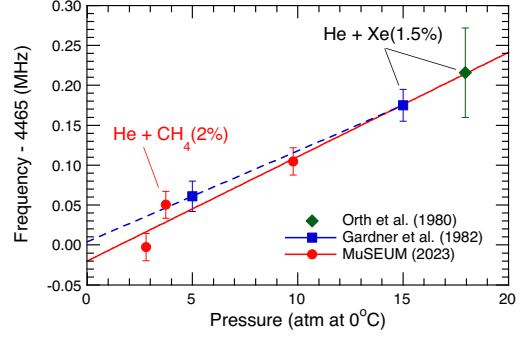 0.30
0.25
0.20
0.15
0.10
0.05
0.00
-0.05
Frequency - 4465 (MHz)
He + Xe(1.5%)
He + CH4(2%)
Orth et al. (1980)
Gardner et al. (1982)
MuSEUM (2023)
0 5 10 15 20
Pressure (atm at 0°C)